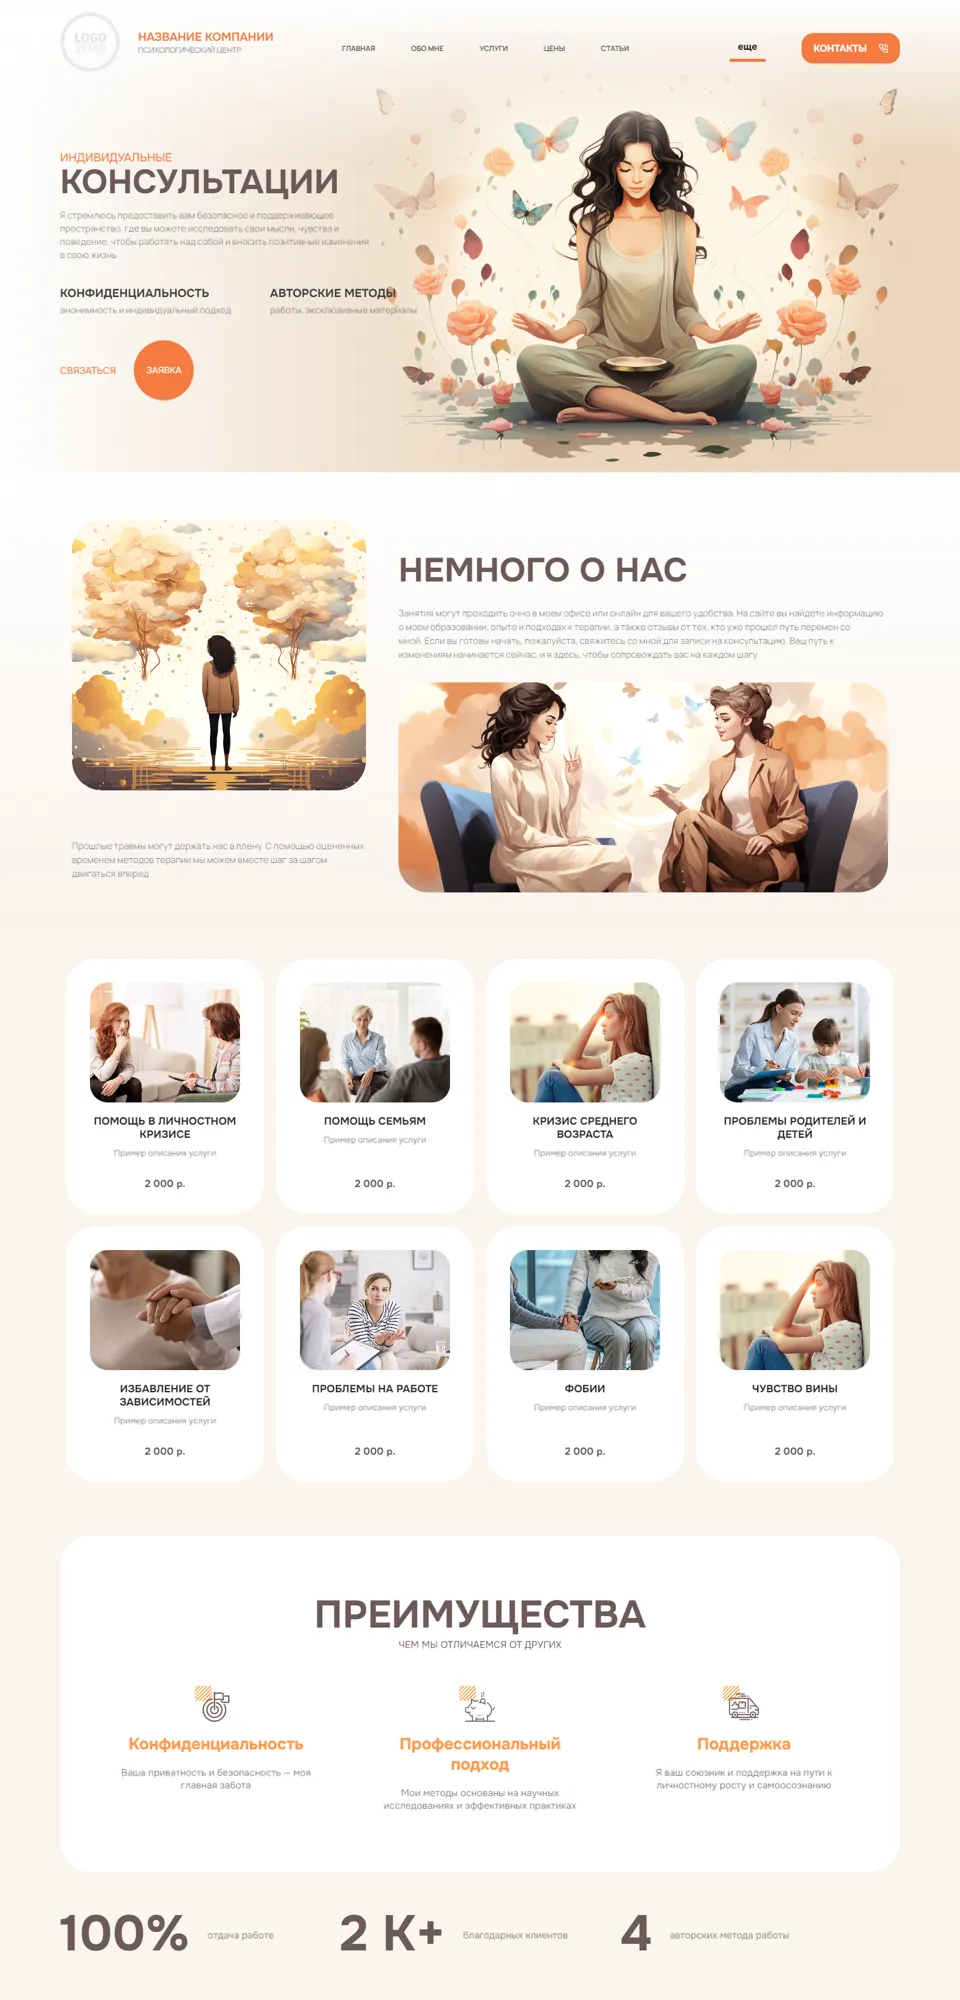 LOGO
BRAND
НАЗВАНИЕ КОМПАНИИ
ПСИХОЛОГИЧЕСКИЙ ЦЕНТР
ГЛАВНАЯ
ОБО МНЕ
УСЛУГИ
ЦЕНЫ
СТАТЬИ
еще
КОНТАКТЫ
ИНДИВИДУАЛЬНЫЕ
КОНСУЛЬТАЦИИ
Я стремлюсь предоставить вам безопасное и поддерживающее
пространство, где вы можете исследовать свои мысли, чувства и
поведение, чтобы работать над собой и вносить позитивные изменения
в свою жизнь
КОНФИДЕНЦИАЛЬНОСТЬ
анонимность и индивидуальный подход
АВТОРСКИЕ МЕТОДЫ
работы, эксклюзивные материалы
СВЯЗАТЬСЯ
ЗАЯВКА
НЕМНОГО О НАС
Занятия могут проходить очно в моем офисе или онлайн для вашего удобства. На сайте вы найдете информацию
о моем образовании, опыте и подходах к терапии, а также отзывы от тех, кто уже прошел путь перемен со
мной. Если вы готовы начать, пожалуйста, свяжитесь со мной для записи на консультацию. Ваш путь к
изменениям начинается сейчас, и я здесь, чтобы сопровождать вас на каждом шагу
Прошлые травмы могут держать нас в плену. С помощью оцененных
временем методов терапии мы можем вместе шаг за шагом
двигаться вперед
ПОМОЩЬ В ЛИЧНОСТНОМ
КРИЗИСЕ
Пример описания услуги
2 000 р.
ПОМОЩЬ СЕМЬЯМ
Пример описания услуги
2 000 р.
КРИЗИС СРЕДНЕГО
ВОЗРАСТА
Пример описания услуги
2 000 р.
ПРОБЛЕМЫ РОДИТЕЛЕЙ И
ДЕТЕЙ
Пример описания услуги
2 000 р.
ИЗБАВЛЕНИЕ ОТ
ЗАВИСИМОСТЕЙ
Пример описания услуги
2 000 р.
ПРОБЛЕМЫ НА РАБОТЕ
Пример описания услуги
2 000 р.
ФОБИИ
Пример описания услуги
2 000 р.
ЧУВСТВО ВИНЫ
Пример описания услуги
2 000 р.
ПРЕИМУЩЕСТВА
ЧЕМ МЫ ОТЛИЧАЕМСЯ ОТ ДРУГИХ
Конфиденциальность
Ваша приватность и безопасность — моя
главная забота
Профессиональный
подход
Мои методы основаны на научных
исследованиях и эффективных практиках
Поддержка
Я ваш союзник и поддержка на пути к
личностному росту и самоосознанию
100%
отдача работе
2 K+
благодарных клиентов
4
авторских метода работы